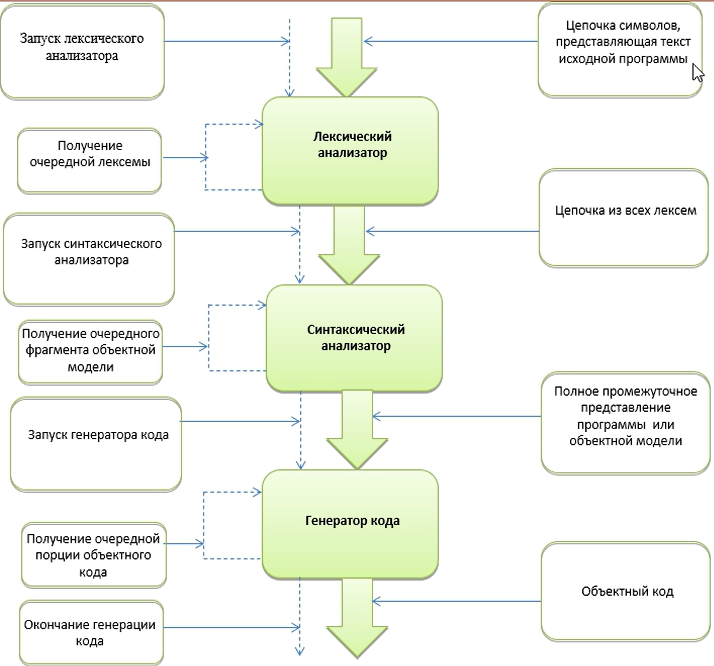 Запуск лексического
анализатора
Цепочка символов,
представляющая текст
исходной программы
Лексический
анализатор
Получение
очередной лексемы
Цепочка из всех лексем
Запуск синтаксического
анализатора
Синтаксический
анализатор
Получение очередного
фрагмента объектной
модели
Полное промежуточное
представление
программы или
объектной модели
Запуск генератора кода
Генератор кода
Получение очередной
порции объектного
кода
Объектный код
Окончание генерации
кода